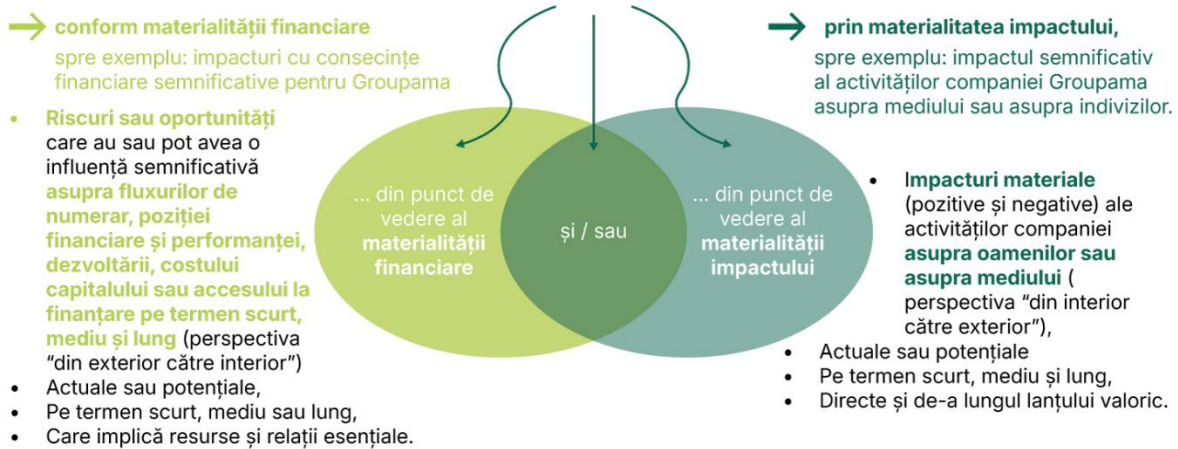 conform materialității financiare
spre exemplu: impacturi cu consecințe
financiare semnificative pentru Groupama
• Riscuri sau oportunități
care au sau pot avea o
influență semnificativă
asupra fluxurilor de
numerar, poziției
financiare și performanței,
dezvoltării, costului
capitalului sau accesului la
finanțare pe termen scurt,
mediu și lung (perspectiva
“din exterior către interior”)
• Actuale sau potențiale,
• Pe termen scurt, mediu sau lung,
• Care implică resurse și relații esențiale.
... din punct de
vedere al
materialității
financiare
și / sau
... din punct de
vedere al
materialității
impactului
prin materialitatea impactului,
spre exemplu: impactul semnificativ
al activităților companiei Groupama
asupra mediului sau asupra indivizilor.
• Impacturi materiale
(pozitive și negative) ale
activităților companiei
asupra oamenilor sau
asupra mediului (
perspectiva “din interior
către exterior”),
• Actuale sau potențiale
• Pe termen scurt, mediu și lung,
• Directe și de-a lungul lanțului valoric.